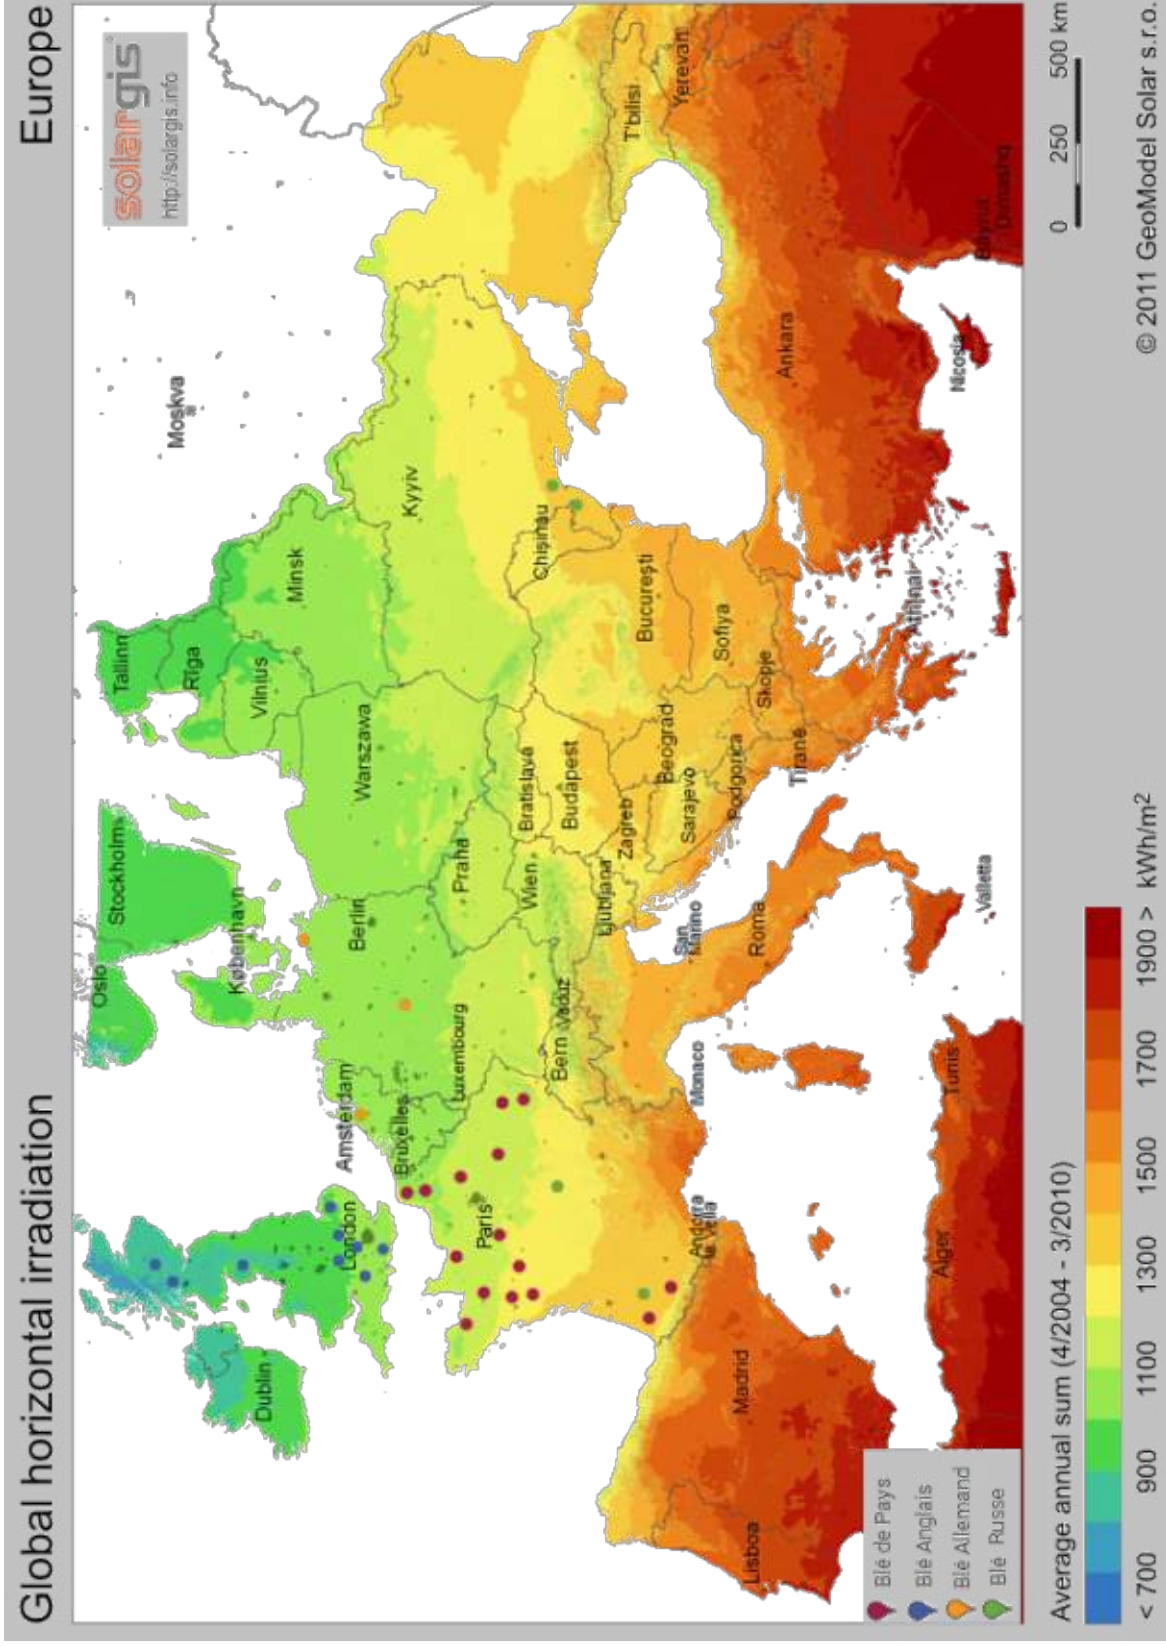 Global horizontal irradiation
Europe
solargis
http://solargis.info
Oslo
Stockholm
Tallinn
Rīga
Moskva
København
Vilnius
Minsk
Dublin
London
Amsterdam
Berlin
Warszawa
Kyyiv
Bruxelles
Luxembourg
Praha
Paris
Wien
Bratislava
Chișinău
Bern
Vaduz
Budapest
Ljubljana
Zagreb
Beograd
București
T'bilisi
Yerevan
Monaco
San
Marino
Sarajevo
Podgorica
Sofiya
Skopje
Andorra
la Vella
Madrid
Roma
Tiranë
Ankara
Lisboa
Alger
Tunis
Valletta
Athinai
Nicosia
Bayrūt
Dimashq
Blé de Pays
Blé Anglais
Blé Allemand
Blé Russe
Average annual sum (4/2004 - 3/2010)
0 250 500 km
< 700 900 1100 1300 1500 1700 1900 > kWh/m²
© 2011 GeoModel Solar s.r.o.